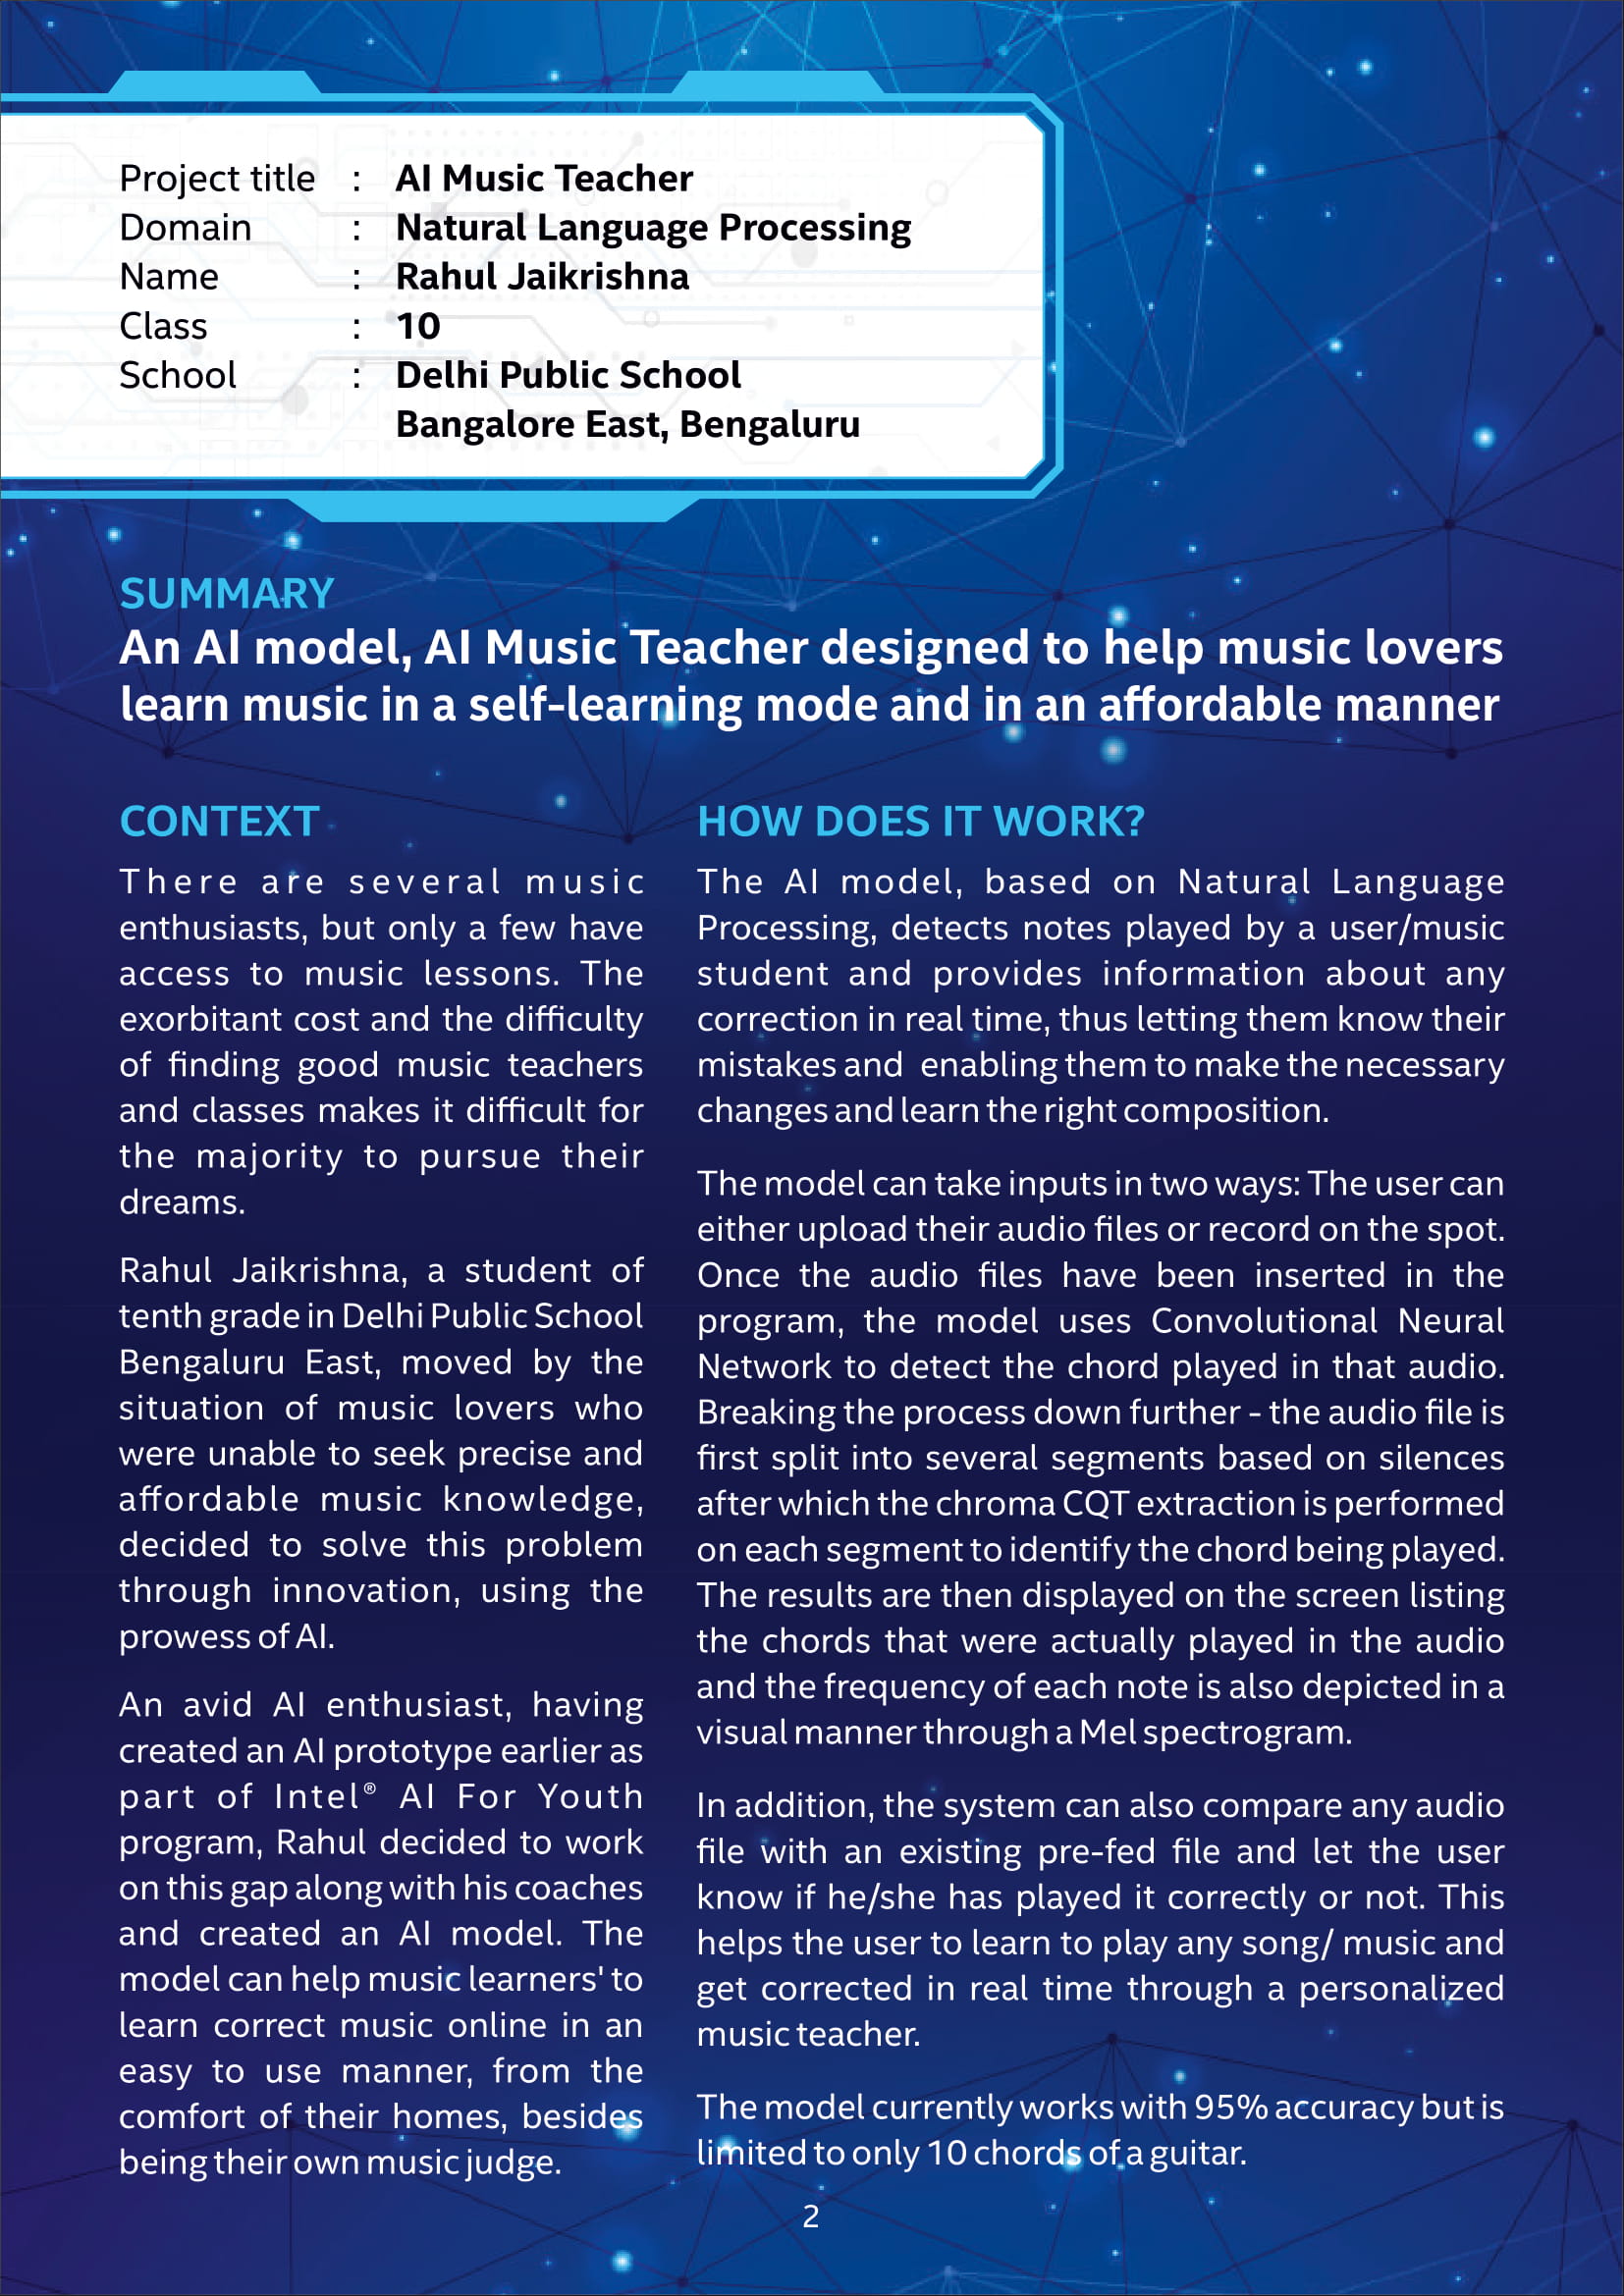 Project title : AI Music Teacher
Domain : Natural Language Processing
Name : Rahul Jaikrishna
Class : 10
School : Delhi Public School
Bangalore East, Bengaluru
SUMMARY
An AI model, AI Music Teacher designed to help music lovers
learn music in a self-learning mode and in an affordable manner
CONTEXT
There are several music
enthusiasts, but only a few have
access to music lessons. The
exorbitant cost and the difficulty
of finding good music teachers
and classes makes it difficult for
the majority to pursue their
dreams.
Rahul Jaikrishna, a student of
tenth grade in Delhi Public School
Bengaluru East, moved by the
situation of music lovers who
were unable to seek precise and
affordable music knowledge,
decided to solve this problem
through innovation, using the
prowess of AI.
An avid AI enthusiast, having
created an AI prototype earlier as
part of Intel® AI For Youth
program, Rahul decided to work
on this gap along with his coaches
and created an AI model. The
model can help music learners' to
learn correct music online in an
easy to use manner, from the
comfort of their homes, besides
being their own music judge.
HOW DOES IT WORK?
The AI model, based on Natural Language
Processing, detects notes played by a user/music
student and provides information about any
correction in real time, thus letting them know their
mistakes and enabling them to make the necessary
changes and learn the right composition.
The model can take inputs in two ways: The user can
either upload their audio files or record on the spot.
Once the audio files have been inserted in the
program, the model uses Convolutional Neural
Network to detect the chord played in that audio.
Breaking the process down further - the audio file is
first split into several segments based on silences
after which the chroma CQT extraction is performed
on each segment to identify the chord being played.
The results are then displayed on the screen listing
the chords that were actually played in the audio
and the frequency of each note is also depicted in a
visual manner through a Mel spectrogram.
In addition, the system can also compare any audio
file with an existing pre-fed file and let the user
know if he/she has played it correctly or not. This
helps the user to learn to play any song/ music and
get corrected in real time through a personalized
music teacher.
The model currently works with 95% accuracy but is
limited to only 10 chords of a guitar.
2